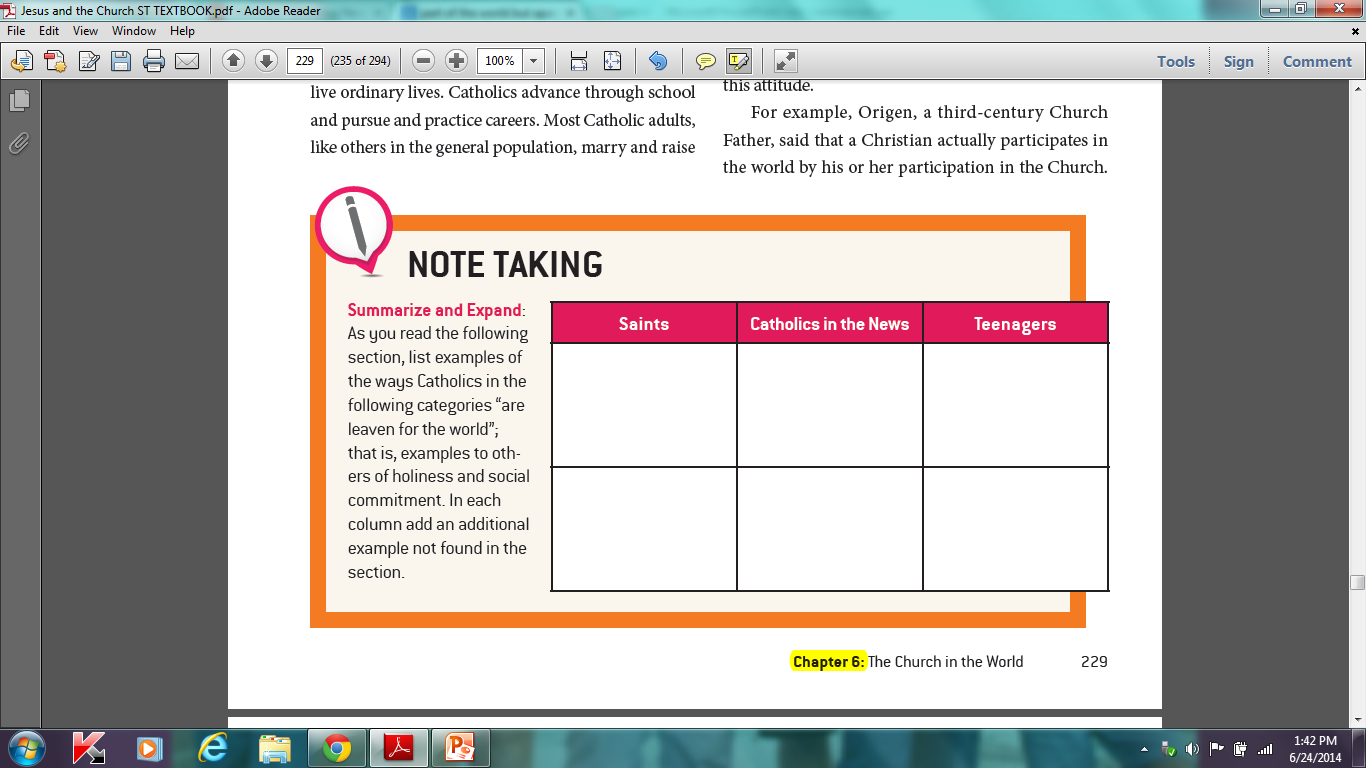 Jesus and the Church ST TEXTBOOK.pdf - Adobe Reader
File Edit View Window Help
229 (235 of 294) 100% Tools Sign Comment
live ordinary lives. Catholics advance through school
and pursue and practice careers. Most Catholic adults,
like others in the general population, marry and raise
this attitude.
For example, Origen, a third-century Church
Father, said that a Christian actually participates in
the world by his or her participation in the Church.
NOTE TAKING
Summarize and Expand:
As you read the following
section, list examples of
the ways Catholics in the
following categories “are
leaven for the world”;
that is, examples to oth-
ers of holiness and social
commitment. In each
column add an additional
example not found in the
section.
Saints Catholics in the News Teenagers
Chapter 6: The Church in the World 229
1:42 PM
6/24/2014